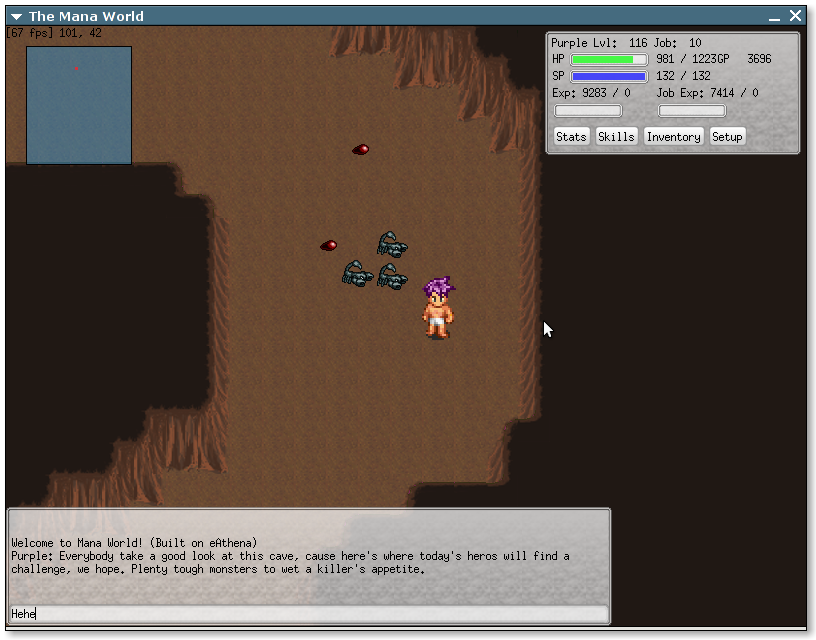 The Mana World
[67 fps] 101, 42
Purple Lvl: 116 Job: 10
HP 981 / 1223GP 3696
SP 132 / 132
Exp: 9283 / 0 Job Exp: 7414 / 0
Stats Skills Inventory Setup
Welcome to Mana World! (Built on eAthena)
Purple: Everybody take a good look at this cave, cause here's where today's heros will find a
challenge, we hope. Plenty tough monsters to wet a killer's appetite.
Hehe